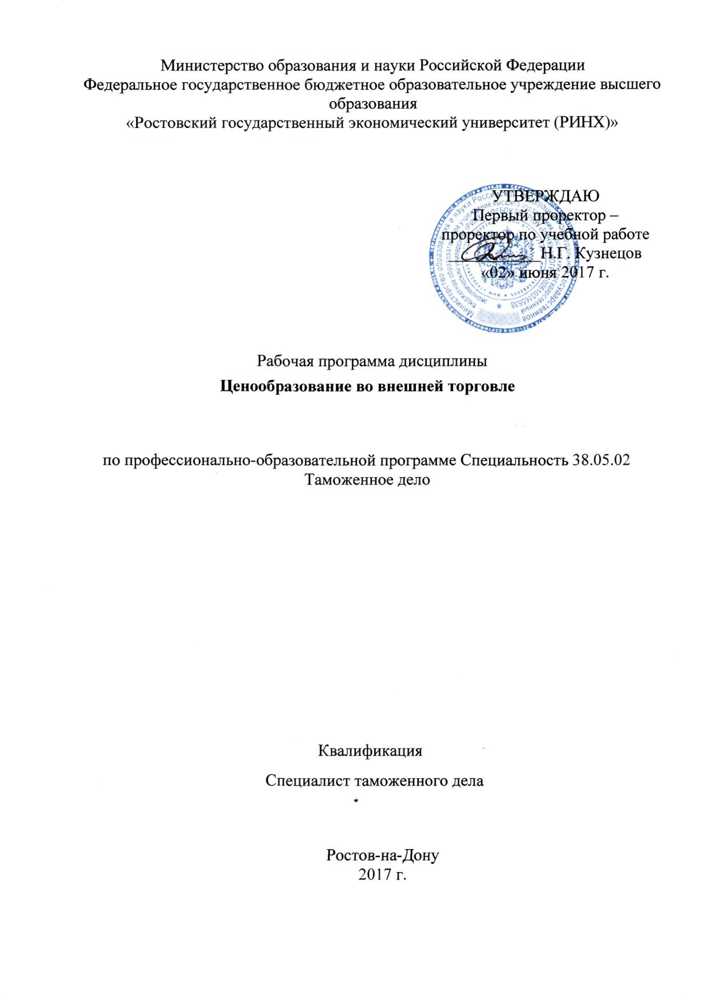 Министерство образования и науки Российской Федерации
Федеральное государственное бюджетное образовательное учреждение высшего
образования
«Ростовский государственный экономический университет (РИНХ)»
УТВЕРЖДАЮ
Первый проректор –
проректор по учебной работе
Н.Г. Кузнецов
«02» июня 2017 г.
Рабочая программа дисциплины
Ценообразование во внешней торговле
по профессионально-образовательной программе Специальность 38.05.02
Таможенное дело
Квалификация
Специалист таможенного дела
Ростов-на-Дону
2017 г.